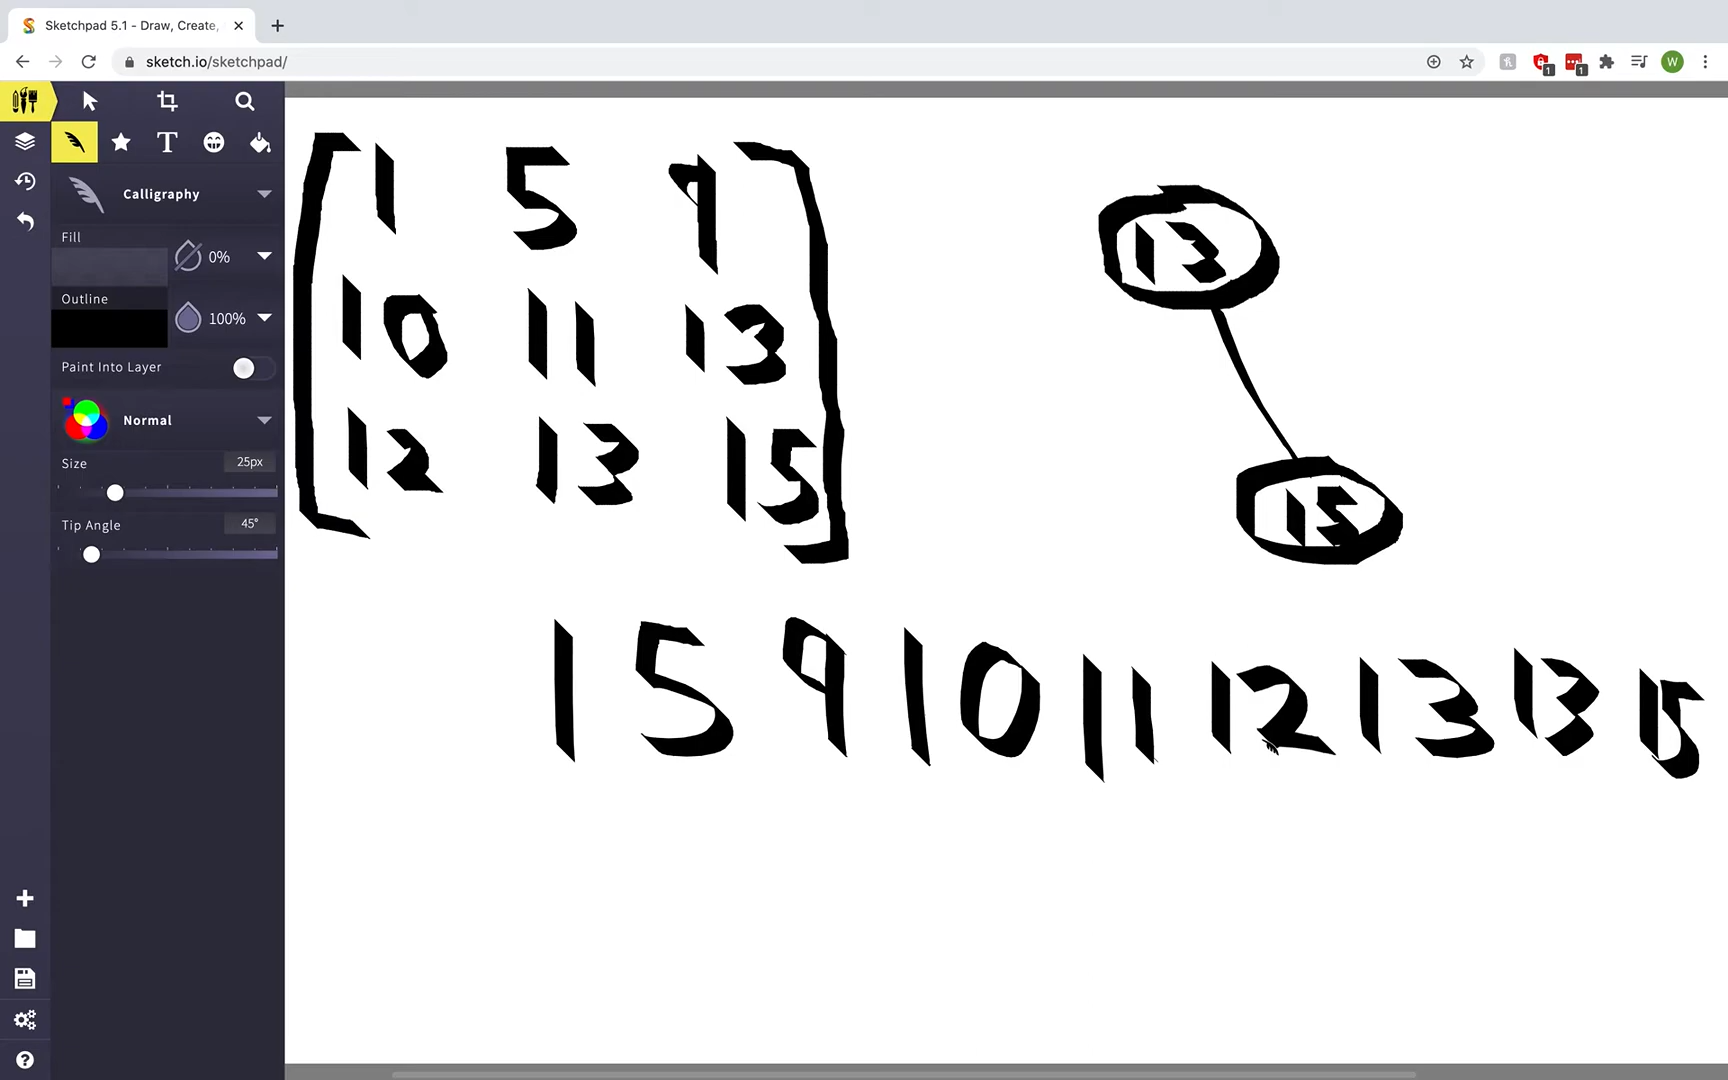 Sketchpad 5.1 - Draw, Create,
sketch.io/sketchpad/
1
1
W
T
Calligraphy
Fill
0%
Outline
100%
Paint Into Layer
Normal
Size
25px
Tip Angle
45°
1 5 9
10 11 13
12 13 15
13
15
1 5 9 10 11 12 13 13 15